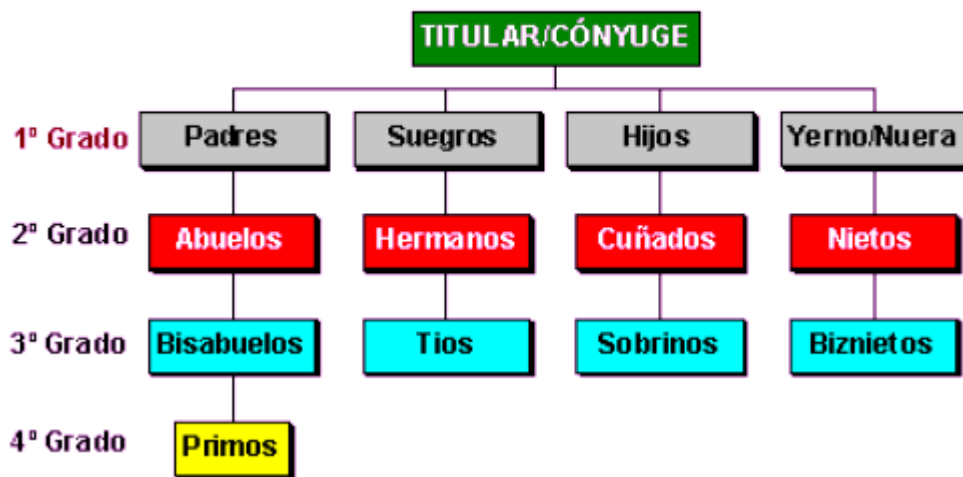 TITULAR/CÓNYUGE
1º Grado Padres Suegros Hijos Yerno/Nuera
2º Grado Abuelos Hermanos Cuñados Nietos
3º Grado Bisabuelos Tios Sobrinos Biznietos
4º Grado Primos